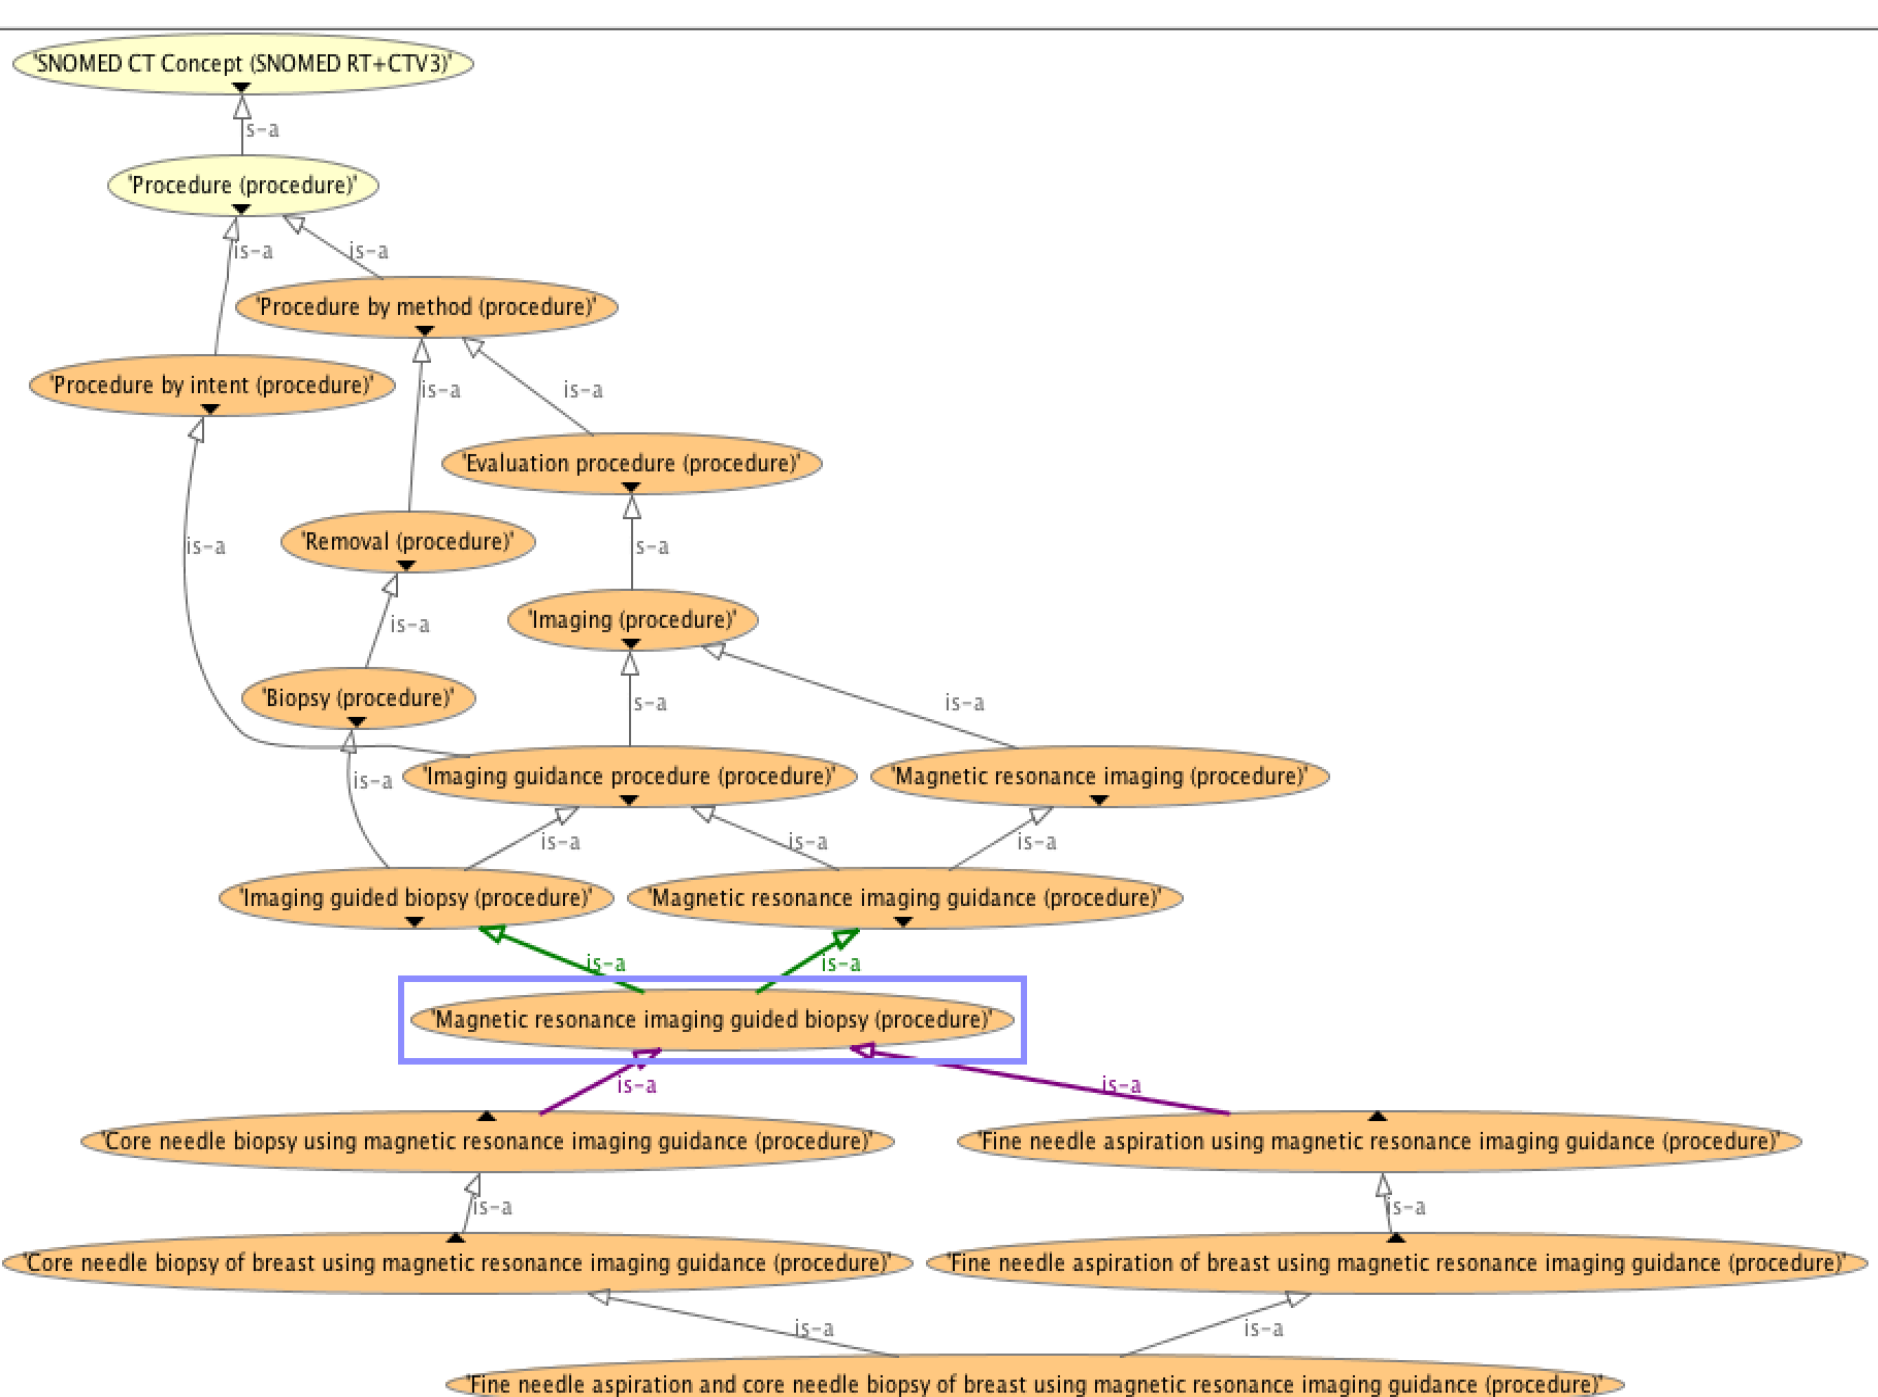 'SNOMED CT Concept (SNOMED RT+CTV3)'
s-a
'Procedure (procedure)'
is-a
is-a
'Procedure by method (procedure)'
'Procedure by intent (procedure)'
is-a
is-a
'Evaluation procedure (procedure)'
'Removal (procedure)'
is-a
s-a
'Imaging (procedure)'
is-a
'Biopsy (procedure)'
s-a
is-a
'Imaging guidance procedure (procedure)'
'Magnetic resonance imaging (procedure)'
is-a
is-a
is-a
is-a
'Imaging guided biopsy (procedure)'
'Magnetic resonance imaging guidance (procedure)'
is-a
is-a
'Magnetic resonance imaging guided biopsy (procedure)'
is-a
is-a
'Core needle biopsy using magnetic resonance imaging guidance (procedure)'
'Fine needle aspiration using magnetic resonance imaging guidance (procedure)'
is-a
is-a
'Core needle biopsy of breast using magnetic resonance imaging guidance (procedure)'
'Fine needle aspiration of breast using magnetic resonance imaging guidance (procedure)'
is-a
is-a
'Fine needle aspiration and core needle biopsy of breast using magnetic resonance imaging guidance (procedure)'